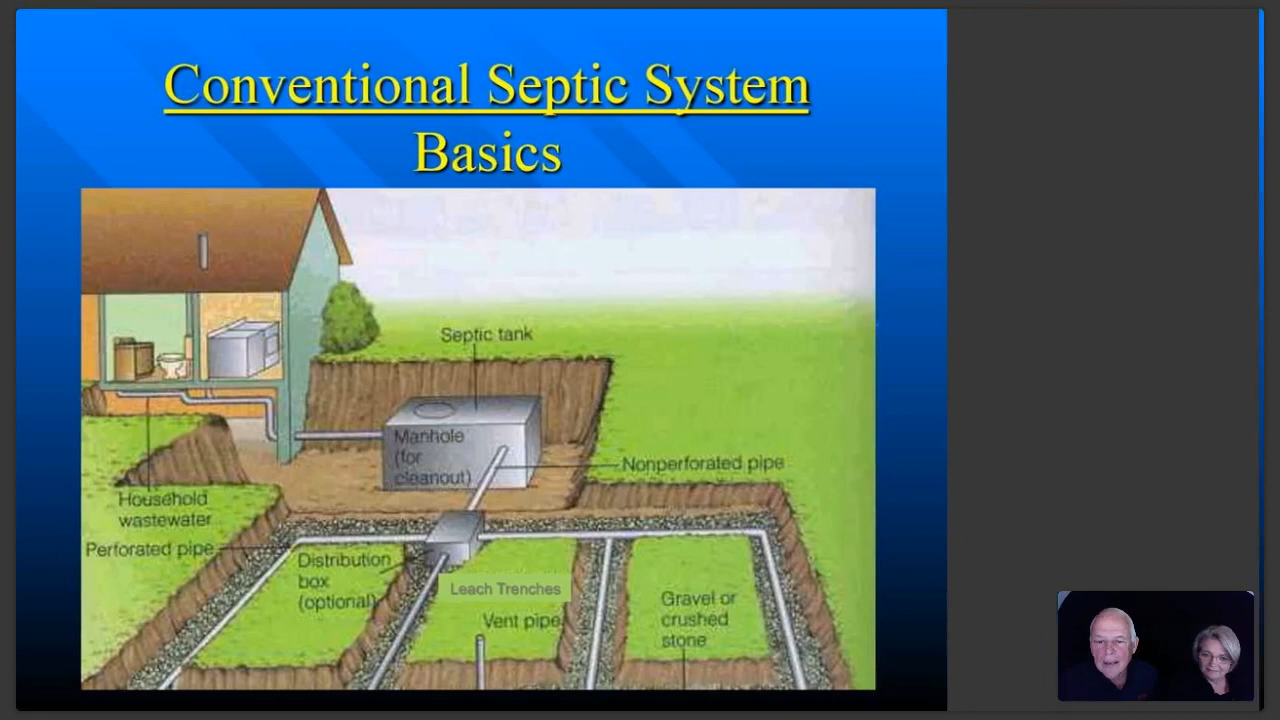 Conventional Septic System
Basics
Septic tank
Manhole
(for
cleanout)
Nonperforated pipe
Household
wastewater
Perforated pipe
Distribution
box
(optional)
Leach Trenches
Vent pipe
Gravel or
crushed
stone